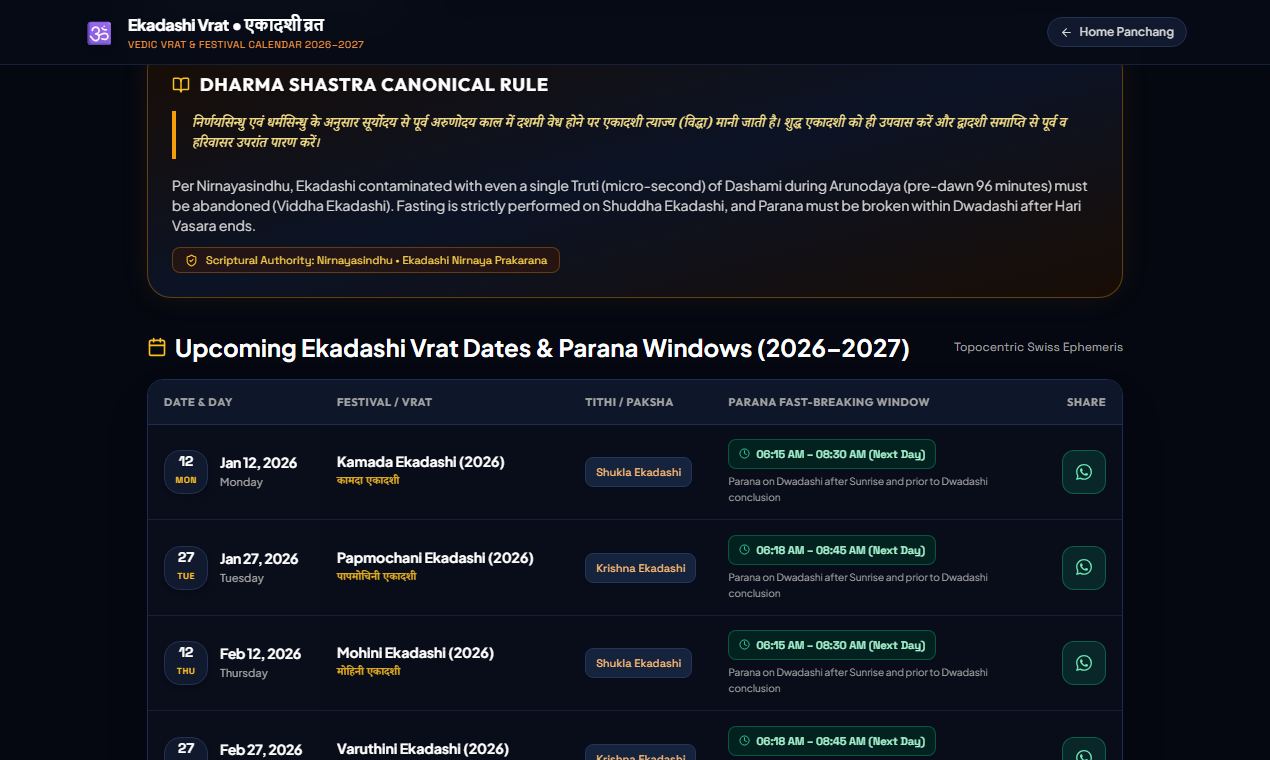 🕉️ Ekadashi Vrat • एकादशी व्रत
VEDIC VRAT & FESTIVAL CALENDAR 2026–2027
← Home Panchang
DHARMA SHASTRA CANONICAL RULE
निर्णयसिन्धु एवं धर्मसिन्धु के अनुसार सूर्योदय से पूर्व अरुणोदय काल में दशमी वेध होने पर एकादशी त्याज्य (विद्धा) मानी जाती है। शुद्ध एकादशी को ही उपवास करें और द्वादशी समाप्ति से पूर्व व
हरिवासर उपरांत पारण करें।
Per Nirnayasindhu, Ekadashi contaminated with even a single Truti (micro-second) of Dashami during Arunodaya (pre-dawn 96 minutes) must
be abandoned (Viddha Ekadashi). Fasting is strictly performed on Shuddha Ekadashi, and Parana must be broken within Dwadashi after Hari
Vasara ends.
Scriptural Authority: Nirnayasindhu • Ekadashi Nirnaya Prakarana
Upcoming Ekadashi Vrat Dates & Parana Windows (2026–2027)
Topocentric Swiss Ephemeris
DATE & DAY FESTIVAL / VRAT TITHI / PAKSHA PARANA FAST-BREAKING WINDOW SHARE
12
MON
Jan 12, 2026
Monday
Kamada Ekadashi (2026)
कामदा एकादशी
Shukla Ekadashi
06:15 AM – 08:30 AM (Next Day)
Parana on Dwadashi after Sunrise and prior to Dwadashi
conclusion
27
TUE
Jan 27, 2026
Tuesday
Papmochani Ekadashi (2026)
पापमोचिनी एकादशी
Krishna Ekadashi
06:18 AM – 08:45 AM (Next Day)
Parana on Dwadashi after Sunrise and prior to Dwadashi
conclusion
12
THU
Feb 12, 2026
Thursday
Mohini Ekadashi (2026)
मोहिनी एकादशी
Shukla Ekadashi
06:15 AM – 08:30 AM (Next Day)
Parana on Dwadashi after Sunrise and prior to Dwadashi
conclusion
27
Feb 27, 2026
Varuthini Ekadashi (2026)
Krishna Ekadashi
06:18 AM – 08:45 AM (Next Day)